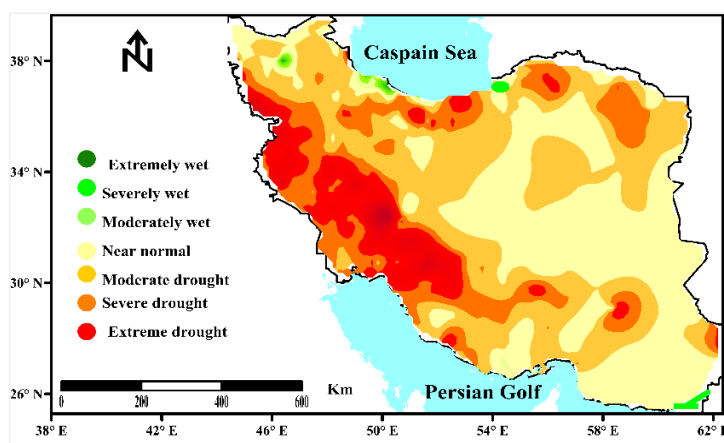 38° N
N
Caspain Sea
34° N
Extremely wet
Severely wet
Moderately wet
Near normal
30° N
Moderate drought
Severe drought
Extreme drought
Km
0 200 400 600
26° N
Persian Golf
38° E 42° E 46° E 50° E 54° E 58° E 62° E